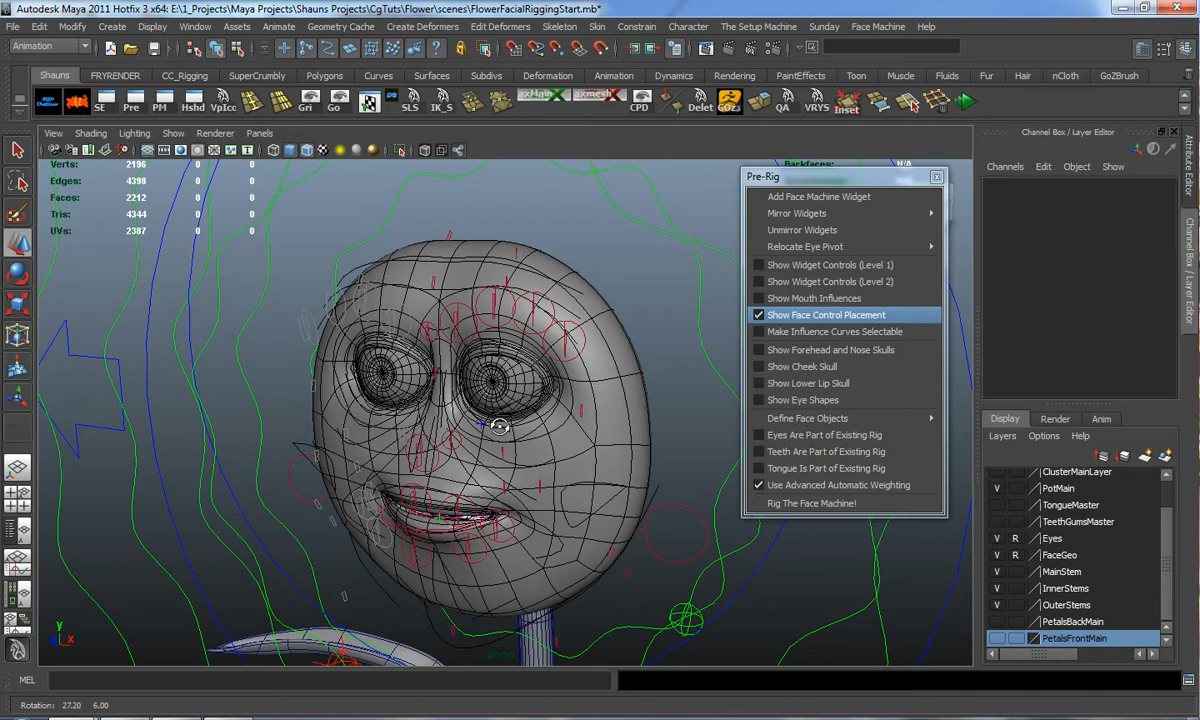 Autodesk Maya 2011 Hotfix 3 x64: E:\1_Projects\Maya Projects\Shauns Projects\CgTuts\Flower\scenes\FlowerFacialRiggingStart.mb*
File Edit Modify Create Display Window Assets Animate Geometry Cache Create Deformers Edit Deformers Skeleton Skin Constrain Character The Setup Machine Muscle Sunday Face Machine Help
Animation
Shauns FRYRENDER CC_Rigging SuperCrumbly Polygons Curves Surfaces Subdivs Deformation Animation Dynamics Rendering PaintEffects Toon Muscle Fluids Fur Hair nCloth GoZBrush
SE Pre PM Hshd VpIcc Gri Go SLS IK_S axMain axmesh CPD Delet GOZs QA VRYS Inset
View Shading Lighting Show Renderer Panels
Channel Box / Layer Editor
Channels Edit Object Show
Verts: 2196 0 0
Edges: 4398 0 0
Faces: 2212 0 0
Tris: 4344 0 0
UVs: 2387 0 0
Backfaces: N/A
Pre-Rig
Add Face Machine Widget
Mirror Widgets
Unmirror Widgets
Relocate Eye Pivot
Show Widget Controls (Level 1)
Show Widget Controls (Level 2)
Show Mouth Influences
Show Face Control Placement
Make Influence Curves Selectable
Show Forehead and Nose Skulls
Show Cheek Skull
Show Lower Lip Skull
Show Eye Shapes
Define Face Objects
Eyes Are Part of Existing Rig
Teeth Are Part of Existing Rig
Tongue Is Part of Existing Rig
Use Advanced Automatic Weighting
Rig The Face Machine!
Attribute Editor
Channel Box / Layer Editor
Display Render Anim
Layers Options Help
ClusterMainLayer
V PotMain
TongueMaster
TeethGumsMaster
V R Eyes
V R FaceGeo
V MainStem
V InnerStems
V OuterStems
PetalsBackMain
PetalsFrontMain
y
x
persp
MEL
Rotation: 27.20 6.00